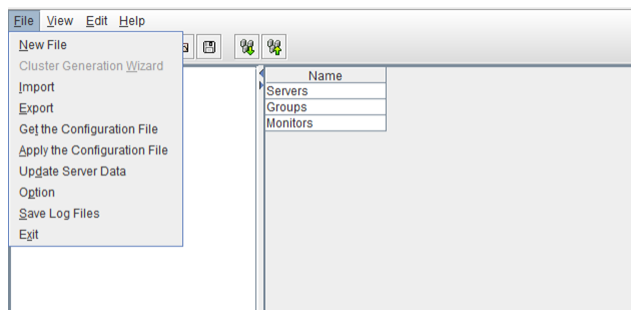 File View Edit Help
New File
Cluster Generation Wizard
Import
Export
Get the Configuration File
Apply the Configuration File
Update Server Data
Option
Save Log Files
Exit
Name
Servers
Groups
Monitors